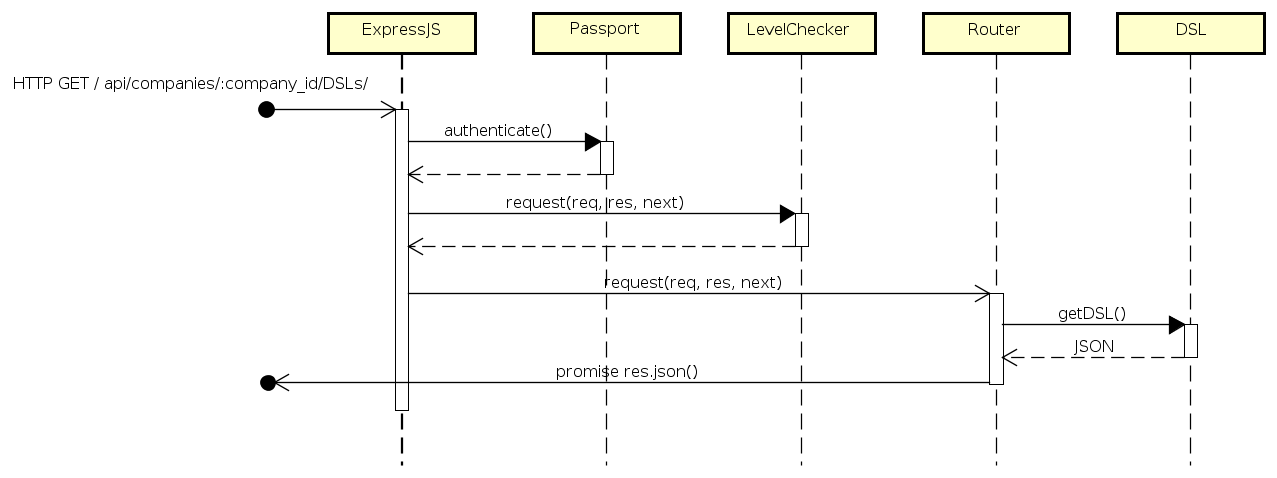 ExpressJS
Passport
LevelChecker
Router
DSL
HTTP GET / api/companies/:company_id/DSLs/
authenticate()
request(req, res, next)
request(req, res, next)
getDSL()
JSON
promise res.json()